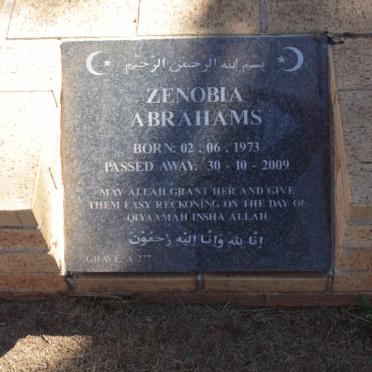 بسم الله الرحمن الرحيم
ZENOBIA
ABRAHAMS
BORN: 02 . 06 . 1973
PASSED AWAY: 30 - 10 - 2009
MAY ALLAH GRANT HER AND GIVE
THEM EASY RECKONING ON THE DAY OF
QIYAAMAH INSHA ALLAH
انا لله وانا اليه رجعون
GRAVE. A 277